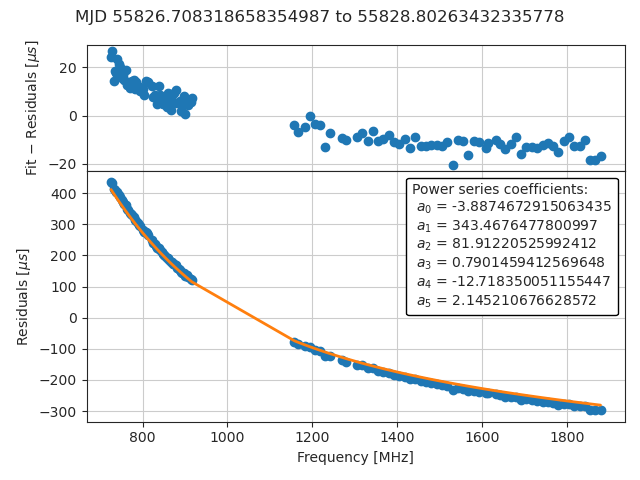 MJD 55826.708318658354987 to 55828.80263432335778
Fit − Residuals [μs]
20
0
−20
Residuals [μs]
400
300
200
100
0
−100
−200
−300
Power series coefficients:
a0 = -3.8874672915063435
a1 = 343.4676477800997
a2 = 81.91220525992412
a3 = 0.7901459412569648
a4 = -12.718350051155447
a5 = 2.145210676628572
800 1000 1200 1400 1600 1800
Frequency [MHz]